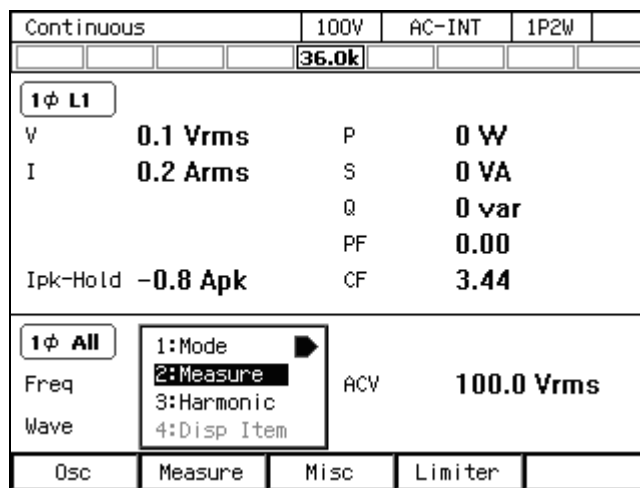 Continuous 100V AC-INT 1P2W
36.0k
1ϕ L1
V 0.1 Vrms P 0 W
I 0.2 Arms S 0 VA
Q 0 var
PF 0.00
Ipk-Hold -0.8 Apk CF 3.44
1ϕ All
1:Mode
2:Measure
3:Harmonic
4:Disp Item
Freq ACV 100.0 Vrms
Wave
Osc Measure Misc Limiter